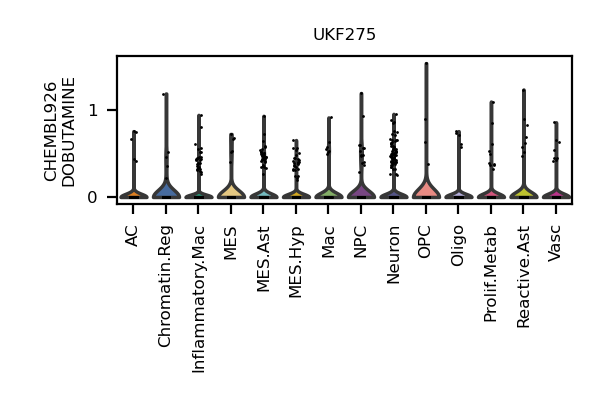 UKF275
CHEMBL926
DOBUTAMINE
1
0
AC
Chromatin.Reg
Inflammatory.Mac
MES
MES.Ast
MES.Hyp
Mac
NPC
Neuron
OPC
Oligo
Prolif.Metab
Reactive.Ast
Vasc